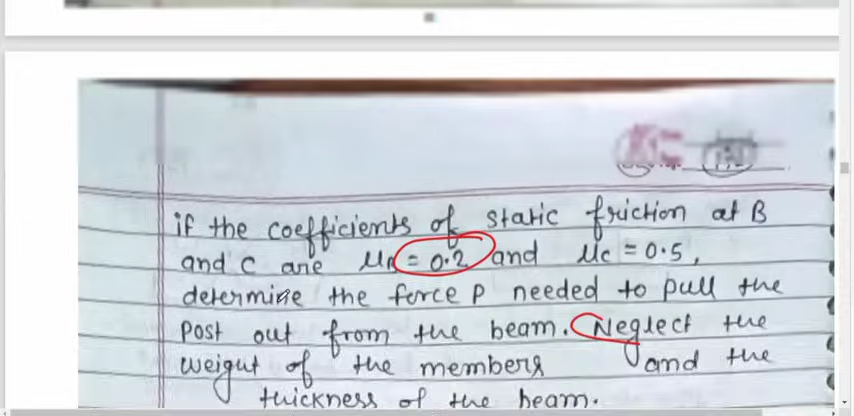 if the coefficients of static friction at B
and C are μB = 0.2 and μc = 0.5,
determine the force P needed to pull the
post out from the beam. Neglect the
weight of the members and the
thickness of the beam.